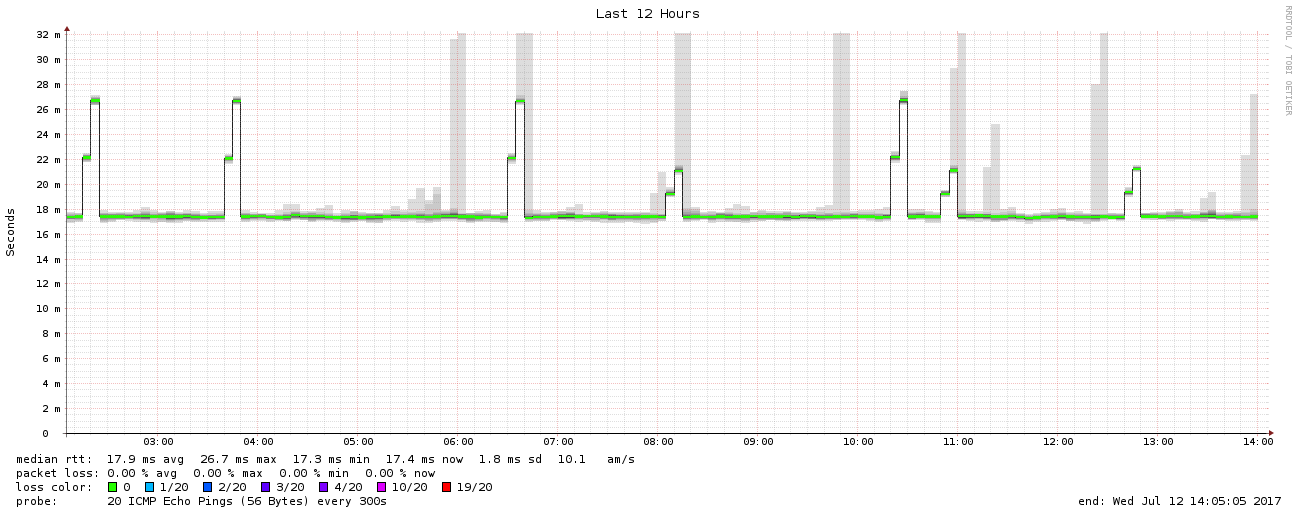 Last 12 Hours
RRDTOOL / TOBI OETIKER
Seconds
32 m
30 m
28 m
26 m
24 m
22 m
20 m
18 m
16 m
14 m
12 m
10 m
8 m
6 m
4 m
2 m
0
03:00 04:00 05:00 06:00 07:00 08:00 09:00 10:00 11:00 12:00 13:00 14:00
median rtt: 17.9 ms avg 26.7 ms max 17.3 ms min 17.4 ms now 1.8 ms sd 10.1 am/s
packet loss: 0.00 % avg 0.00 % max 0.00 % min 0.00 % now
loss color: 0 1/20 2/20 3/20 4/20 10/20 19/20
probe: 20 ICMP Echo Pings (56 Bytes) every 300s end: Wed Jul 12 14:05:05 2017